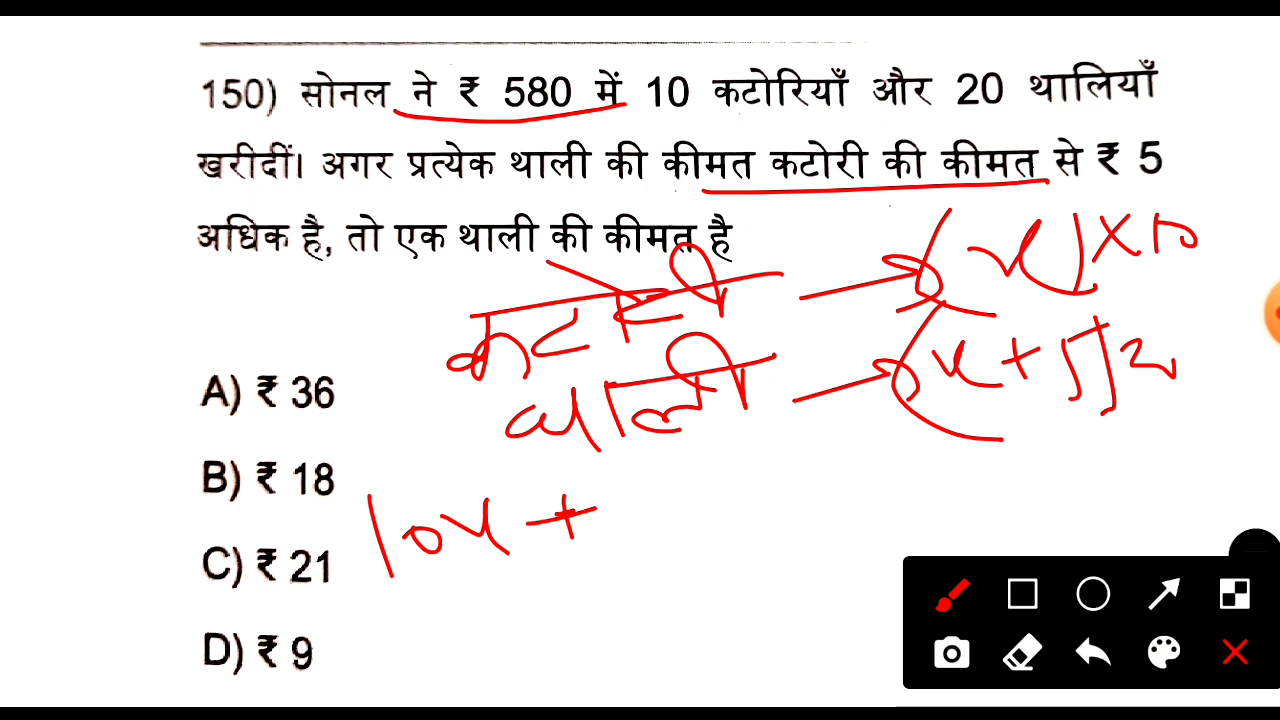 150) सोनल ने ₹ 580 में 10 कटोरियाँ और 20 थालियाँ
खरीदीं। अगर प्रत्येक थाली की कीमत कटोरी की कीमत से ₹ 5
अधिक है, तो एक थाली की कीमत है
कटोरी → (x) × 10
थाली → (x + 5) 2
A) ₹ 36
B) ₹ 18
10x +
C) ₹ 21
D) ₹ 9